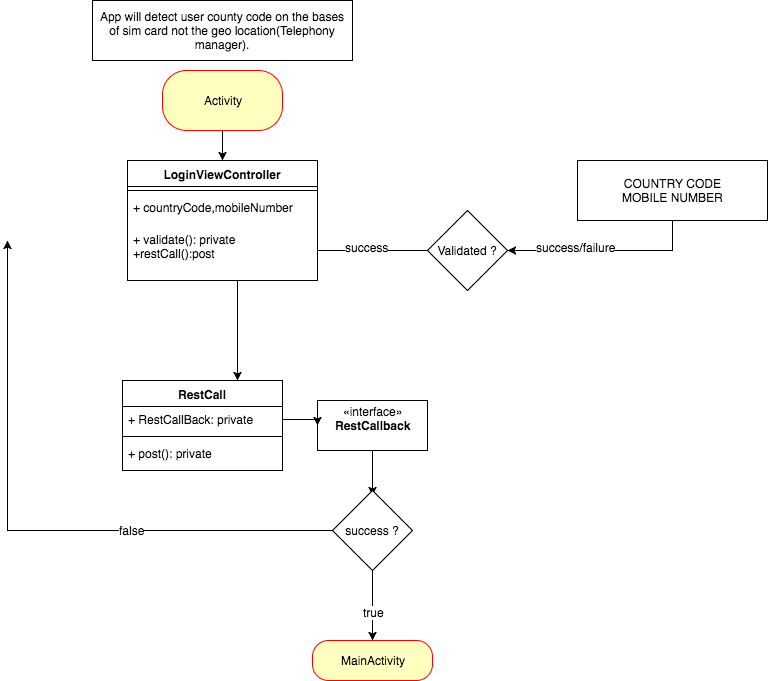 App will detect user county code on the bases
of sim card not the geo location(Telephony
manager).
Activity
LoginViewController
+ countryCode,mobileNumber
+ validate(): private
+restCall():post
success
Validated ?
success/failure
COUNTRY CODE
MOBILE NUMBER
RestCall
+ RestCallBack: private
+ post(): private
«interface»
RestCallback
false
success ?
true
MainActivity